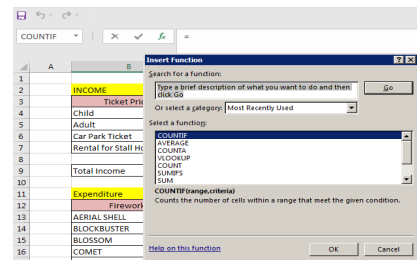 COUNTIF
fx
=
A
B
Insert Function
Search for a function:
Type a brief description of what you want to do and then
click Go
Go
Or select a category: Most Recently Used
Select a function:
COUNTIF
AVERAGE
COUNTA
VLOOKUP
COUNT
SUMIFS
SUM
COUNTIF(range,criteria)
Counts the number of cells within a range that meet the given condition.
Help on this function
OK
Cancel
1
2 INCOME
3 Ticket Pri
4 Child
5 Adult
6 Car Park Ticket
7 Rental for Stall Ho
8
9 Total Income
10
11 Expenditure
12 Firework
13 AERIAL SHELL
14 BLOCKBUSTER
15 BLOSSOM
16 COMET